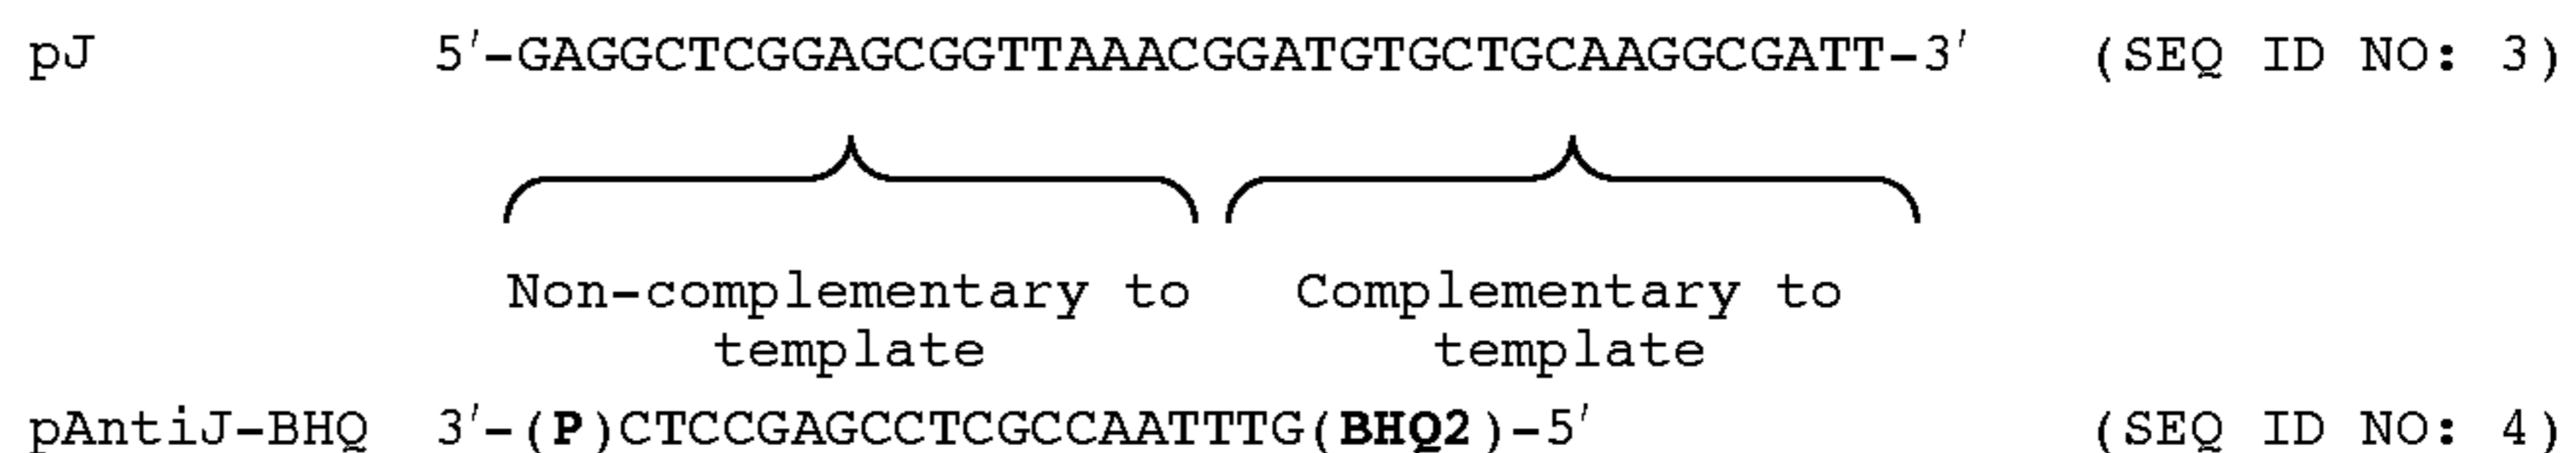 pJ 5′-GAGGCTCGGAGCGGTTAAACGGATGTGCTGCAAGGCGATT-3′ (SEQ ID NO: 3)
Non-complementary to template
Complementary to template
pAntiJ-BHQ 3′-(P)CTCCGAGCCTCGCCAATTTG(BHQ2)-5′ (SEQ ID NO: 4)